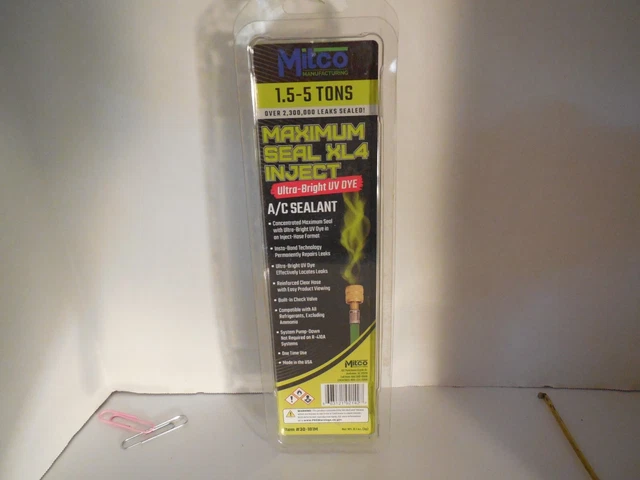 Mitco
MANUFACTURING
1.5-5 TONS
OVER 2,300,000 LEAKS SEALED!
MAXIMUM
SEAL XL4
INJECT
Ultra-Bright UV DYE
A/C SEALANT
• Concentrated Maximum Seal
with Ultra-Bright UV Dye in
an Inject-Hose Format
• Insta-Bond Technology
Permanently Repairs Leaks
• Ultra-Bright UV Dye
Effectively Locates Leaks
• Reinforced Clear Hose
with Easy Product Viewing
• Built-in Check Valve
• Compatible with All
Refrigerants, Excluding
Ammonia
• System Pump-Down
Not Required on R-410A
Systems
• One Time Use
• Made in the USA
Mitco
WARNING: